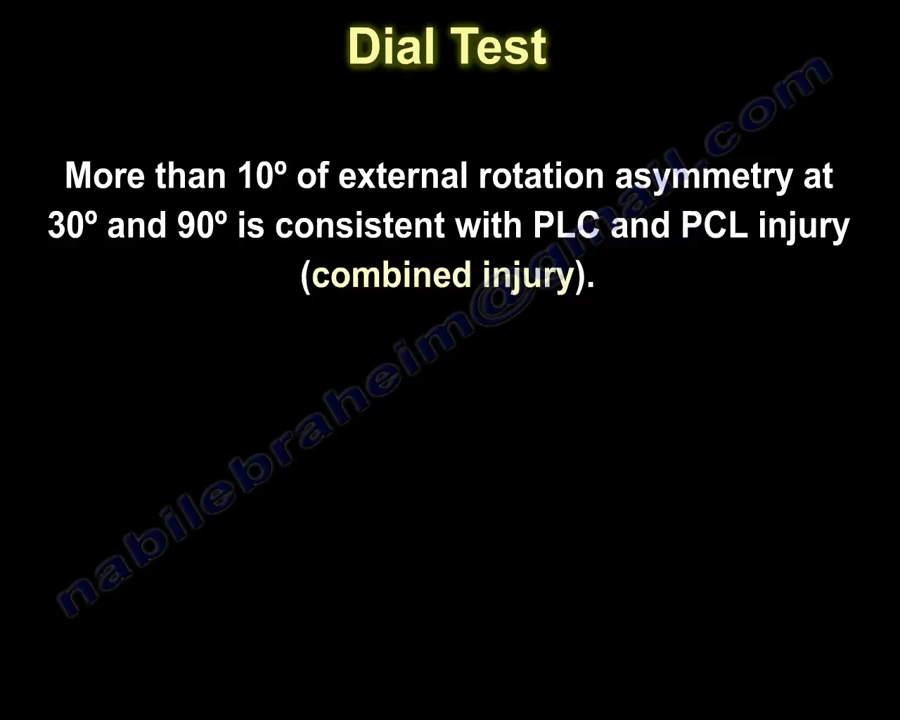 Dial Test
More than 10º of external rotation asymmetry at
30º and 90º is consistent with PLC and PCL injury
(combined injury).
nabilebraheim@gmail.com